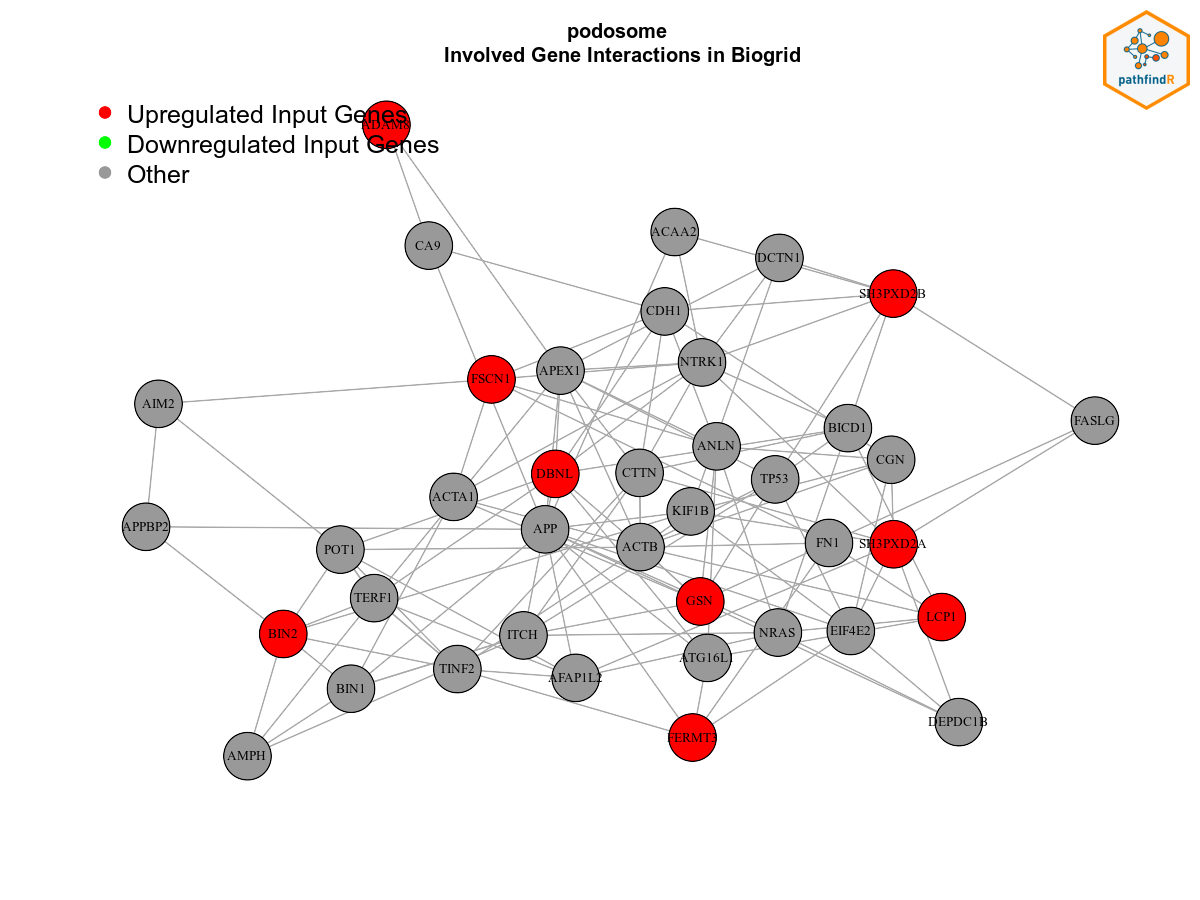 podosome
Involved Gene Interactions in Biogrid
pathfindR
Upregulated Input Genes
Downregulated Input Genes
Other
ADAM8
CA9
ACAA2
DCTN1
SH3PXD2B
CDH1
NTRK1
APEX1
FSCN1
AIM2
FASLG
BICD1
ANLN
CGN
DBNL
CTTN
TP53
ACTA1
KIF1B
APPBP2
APP
POT1
ACTB
FN1
SH3PXD2A
TERF1
GSN
LCP1
BIN2
ITCH
NRAS
EIF4E2
ATG16L1
TINF2
AFAP1L2
BIN1
DEPDC1B
FERMT3
AMPH